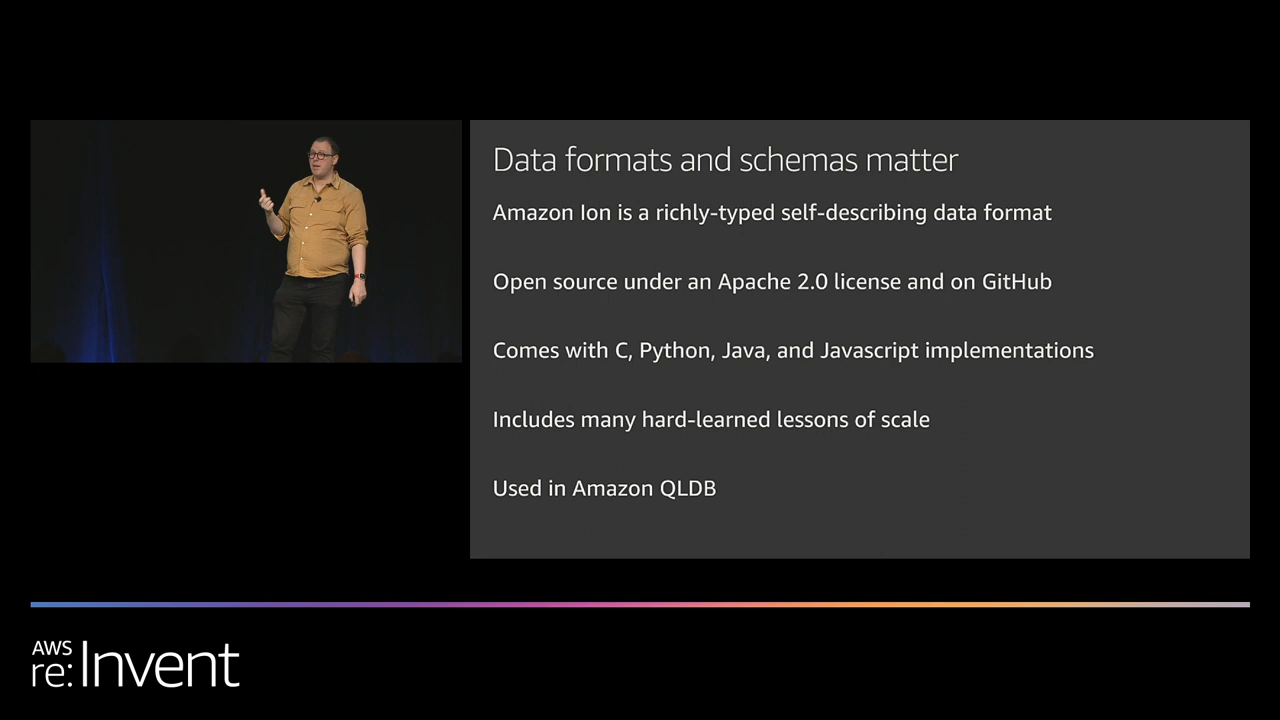 Data formats and schemas matter
Amazon Ion is a richly-typed self-describing data format
Open source under an Apache 2.0 license and on GitHub
Comes with C, Python, Java, and Javascript implementations
Includes many hard-learned lessons of scale
Used in Amazon QLDB
AWS
re:Invent